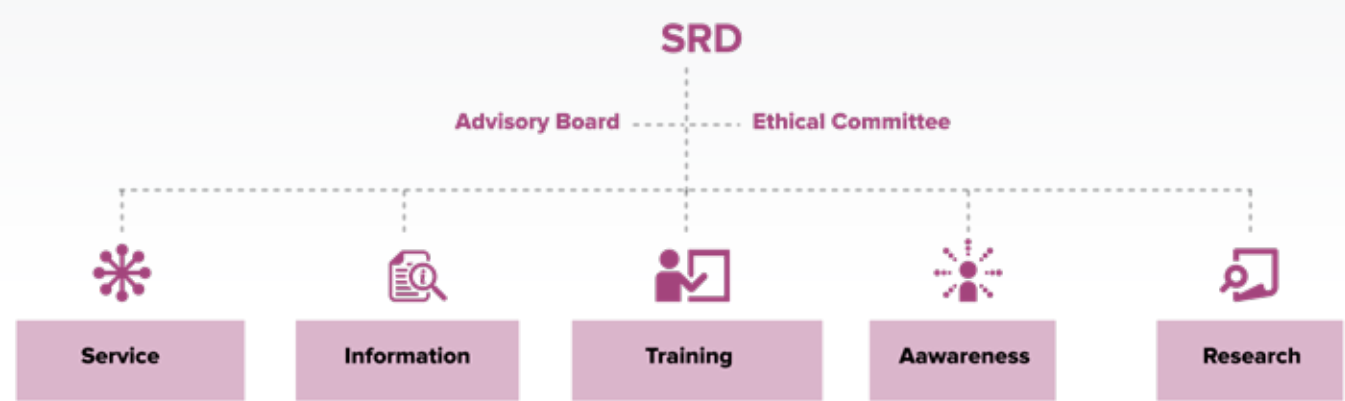 SRD
Advisory Board
Ethical Committee
Service
Information
Training
Aawareness
Research